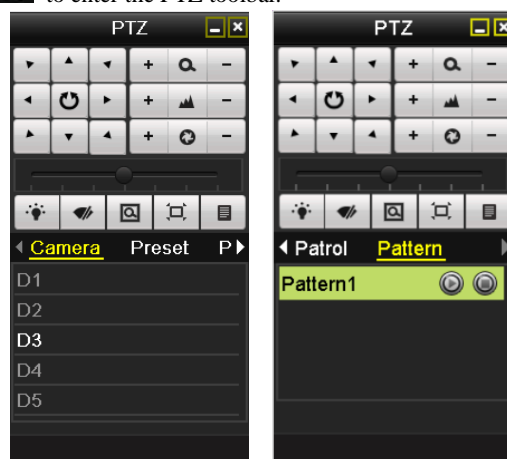 to enter the PTZ toolbar.
PTZ
+ -
+ -
+ -
Camera Preset P
D1
D2
D3
D4
D5
PTZ
+ -
+ -
+ -
Patrol Pattern
Pattern1